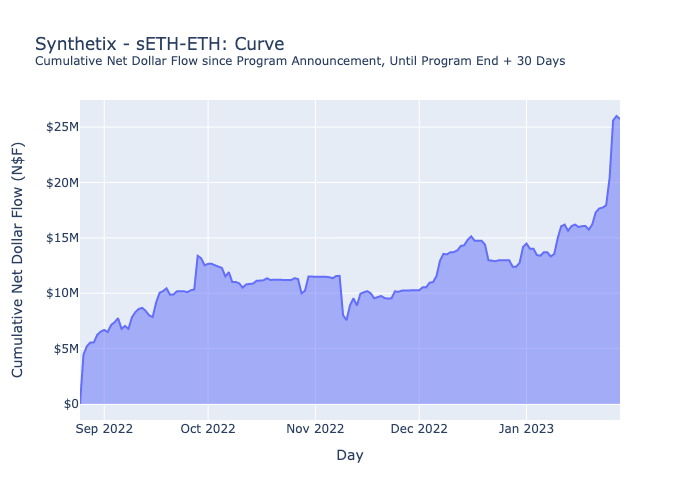 Synthetix - sETH-ETH: Curve
Cumulative Net Dollar Flow since Program Announcement, Until Program End + 30 Days
Cumulative Net Dollar Flow (N$F)
$25M
$20M
$15M
$10M
$5M
$0
Sep 2022
Oct 2022
Nov 2022
Dec 2022
Jan 2023
Day